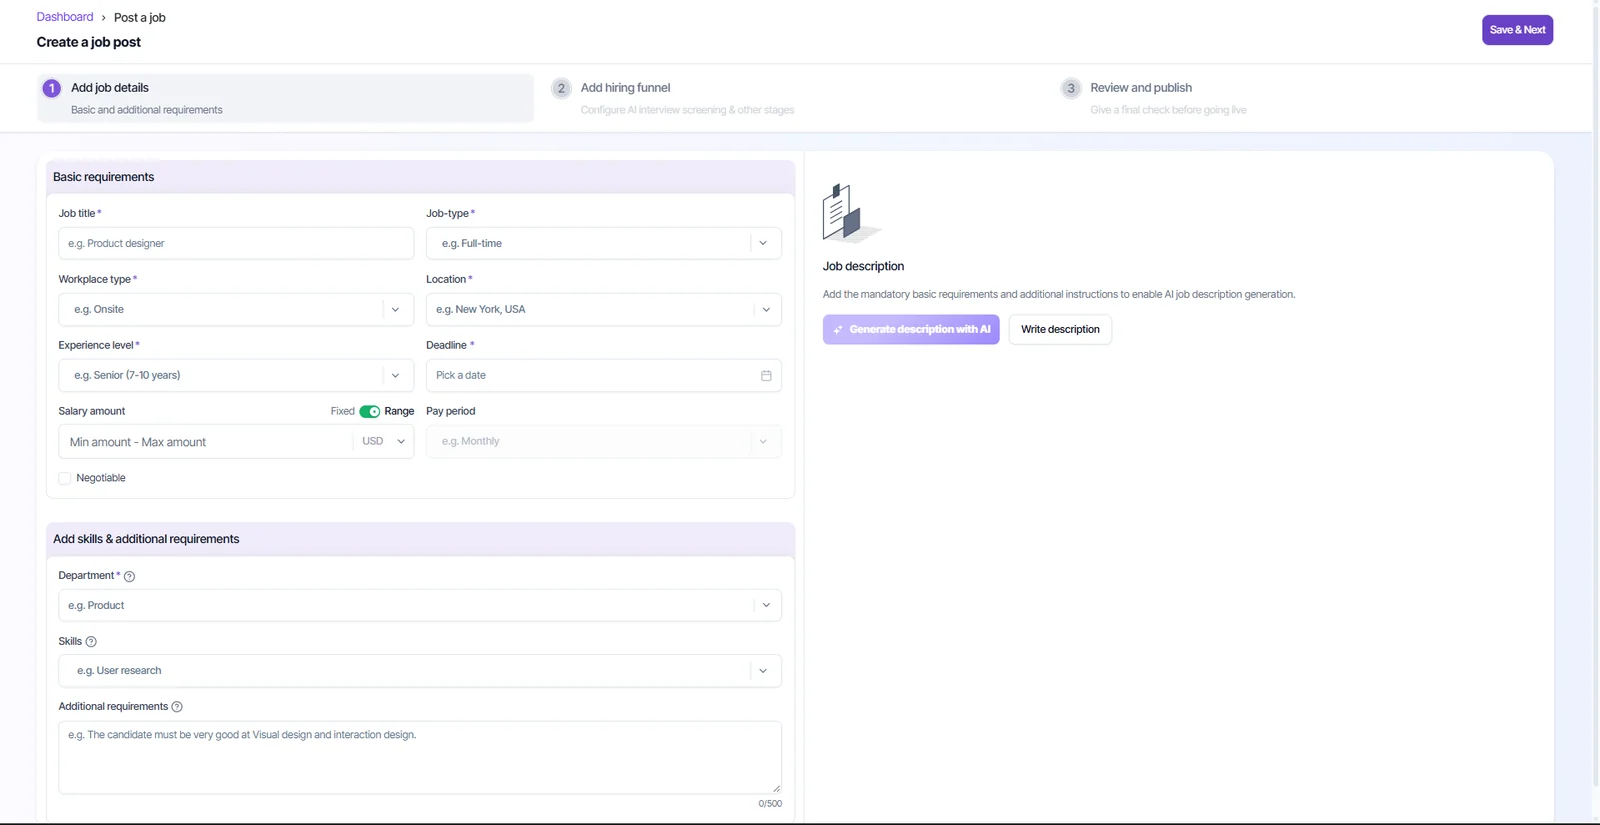 Dashboard › Post a job
Create a job post
Save & Next
1 Add job details
Basic and additional requirements
2 Add hiring funnel
Configure AI interview screening & other stages
3 Review and publish
Give a final check before going live
Basic requirements
Job title*
e.g. Product designer
Job-type*
e.g. Full-time
Workplace type*
e.g. Onsite
Location*
e.g. New York, USA
Experience level*
e.g. Senior (7-10 years)
Deadline *
Pick a date
Salary amount
Fixed Range
Min amount - Max amount USD
Pay period
e.g. Monthly
Negotiable
Add skills & additional requirements
Department* ?
e.g. Product
Skills ?
e.g. User research
Additional requirements ?
e.g. The candidate must be very good at Visual design and interaction design.
0/500
Job description
Add the mandatory basic requirements and additional instructions to enable AI job description generation.
Generate description with AI
Write description